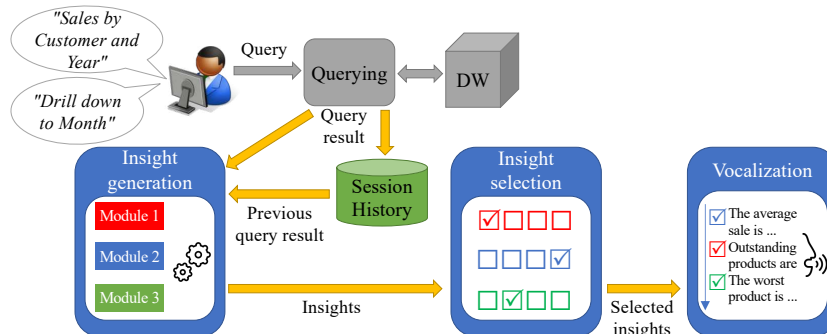 "Sales by
Customer and
Year"
"Drill down
to Month"
Query
Querying
DW
Query
result
Insight
generation
Module 1
Module 2
Module 3
Session
History
Previous
query result
Insights
Insight
selection
Selected
insights
Vocalization
The average
sale is ...
Outstanding
products are
The worst
product is ...